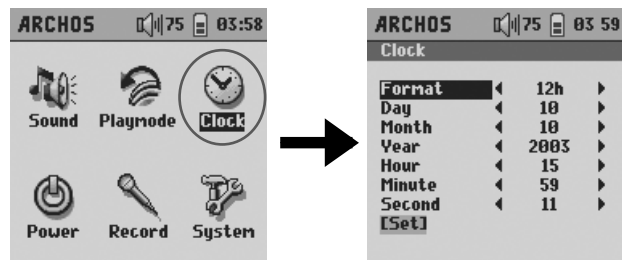 ARCHOS 75 03:58
Sound Playmode Clock
Power Record System
ARCHOS 75 03 59
Clock
Format 12h
Day 10
Month 10
Year 2003
Hour 15
Minute 59
Second 11
[Set]